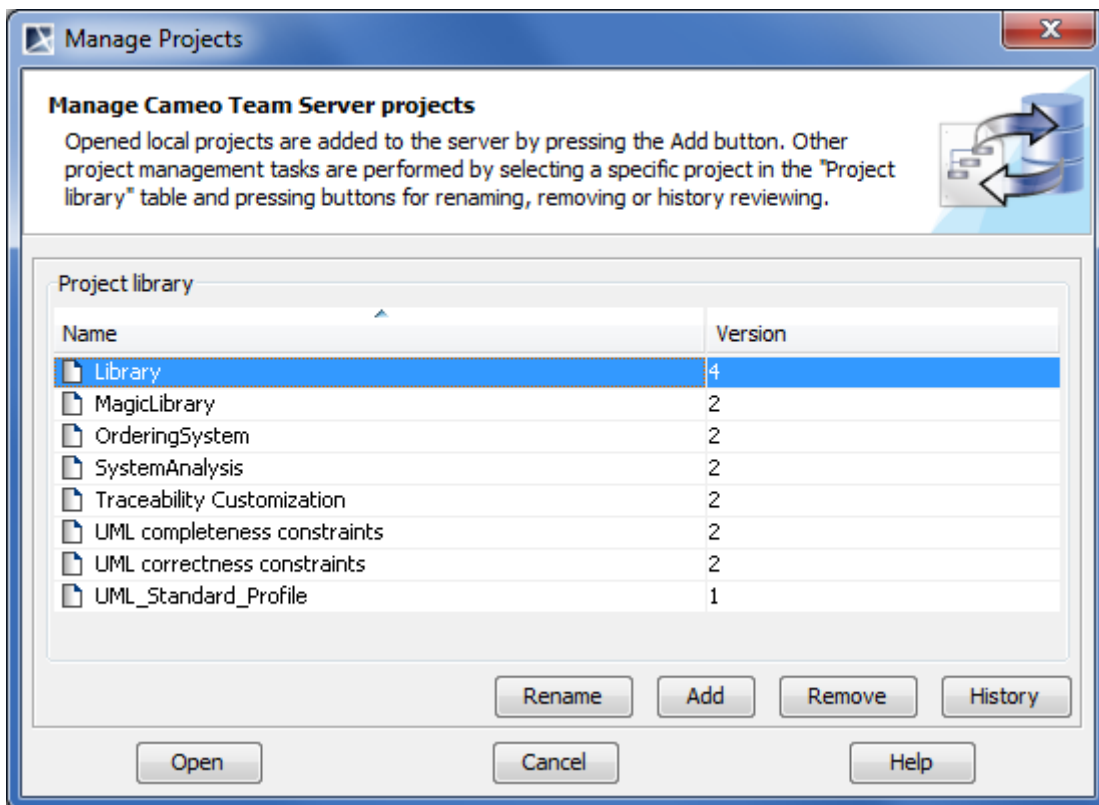 Manage Projects
Manage Cameo Team Server projects
Opened local projects are added to the server by pressing the Add button. Other
project management tasks are performed by selecting a specific project in the "Project
library" table and pressing buttons for renaming, removing or history reviewing.
Project library
Name Version
Library 4
MagicLibrary 2
OrderingSystem 2
SystemAnalysis 2
Traceability Customization 2
UML completeness constraints 2
UML correctness constraints 2
UML_Standard_Profile 1
Rename Add Remove History
Open Cancel Help